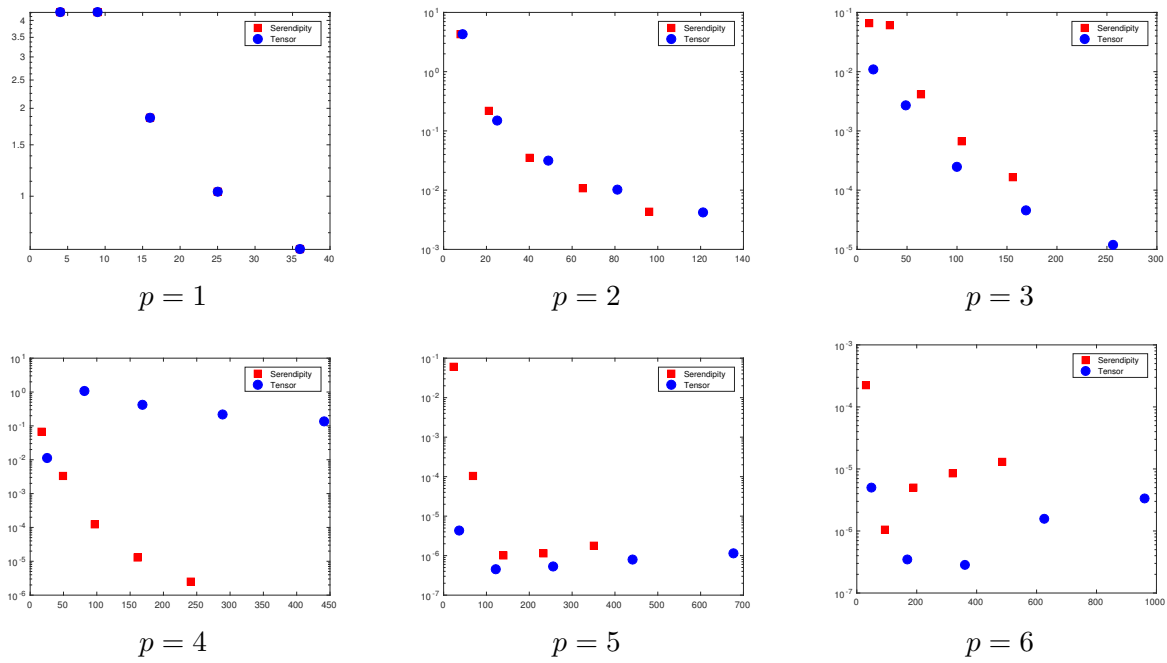 4
3.5
3
2.5
2
1.5
1
0 5 10 15 20 25 30 35 40
Serendipity
Tensor
p = 1
10^1
10^0
10^-1
10^-2
10^-3
0 20 40 60 80 100 120 140
Serendipity
Tensor
p = 2
10^-1
10^-2
10^-3
10^-4
10^-5
0 50 100 150 200 250 300
Serendipity
Tensor
p = 3
10^1
10^0
10^-1
10^-2
10^-3
10^-4
10^-5
10^-6
0 50 100 150 200 250 300 350 400 450
Serendipity
Tensor
p = 4
10^-1
10^-2
10^-3
10^-4
10^-5
10^-6
10^-7
0 100 200 300 400 500 600 700
Serendipity
Tensor
p = 5
10^-3
10^-4
10^-5
10^-6
10^-7
0 200 400 600 800 1000
Serendipity
Tensor
p = 6